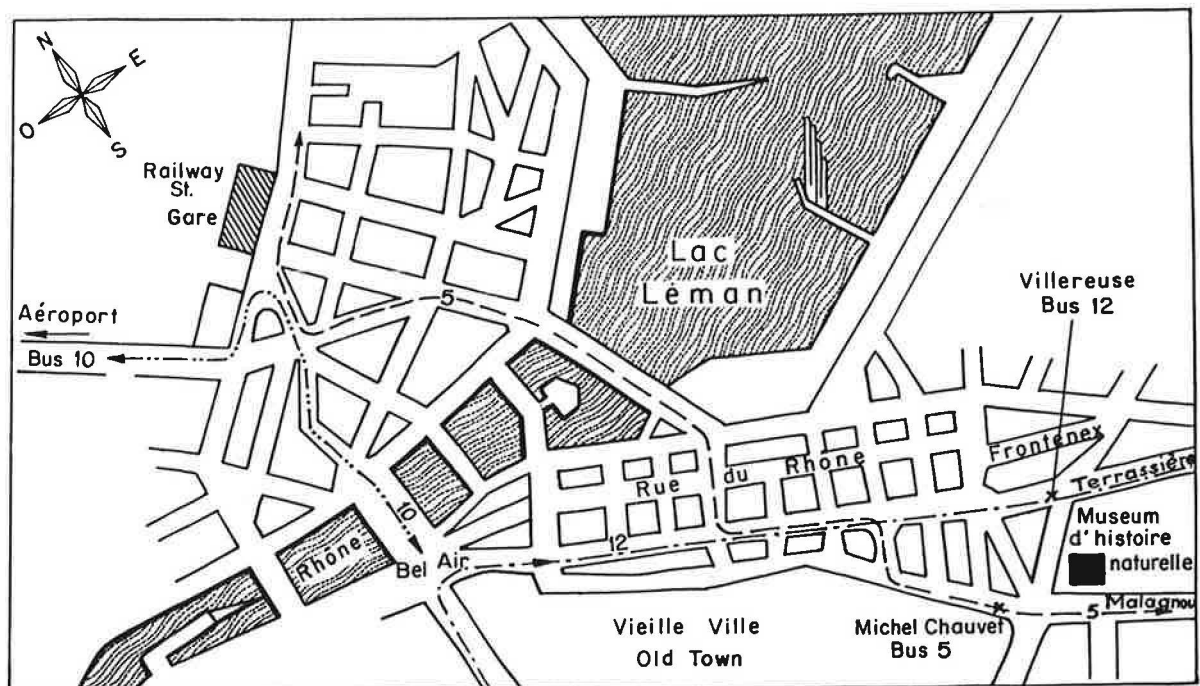 N
E
O
S
Railway
St.
Gare
Aéroport
Bus 10
5
Lac
Léman
Villereuse
Bus 12
Frontenex
Rue du Rhône
Terrassière
10
12
Rhône
Bel Air
Museum
d'histoire
naturelle
Vieille Ville
Old Town
Michel Chauvet
Bus 5
5
Malagnou